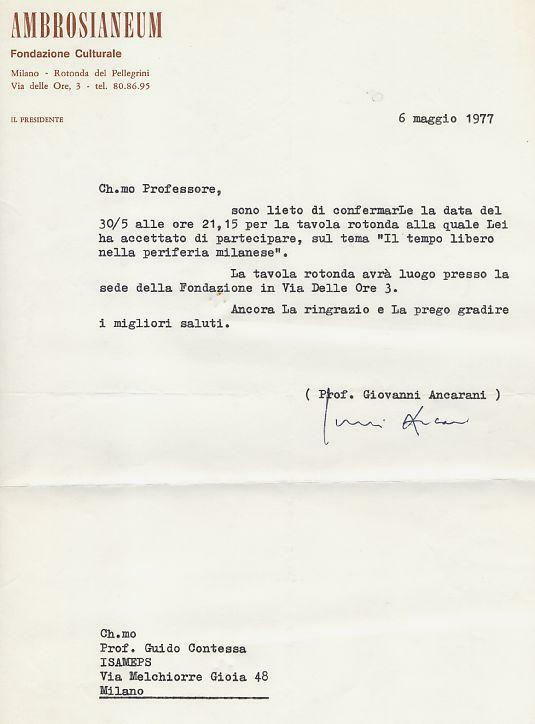 AMBROSIANEUM
Fondazione Culturale
Milano - Rotonda del Pellegrini
Via delle Ore, 3 - tel. 80.86.95
IL PRESIDENTE
6 maggio 1977
Ch.mo Professore,
sono lieto di confermarLe la data del
30/5 alle ore 21,15 per la tavola rotonda alla quale Lei
ha accettato di partecipare, sul tema "Il tempo libero
nella periferia milanese".
La tavola rotonda avrà luogo presso la
sede della Fondazione in Via Delle Ore 3.
Ancora La ringrazio e La prego gradire
i migliori saluti.
( Prof. Giovanni Ancarani )
Ch.mo
Prof. Guido Contessa
ISAMEPS
Via Melchiorre Gioia 48
Milano